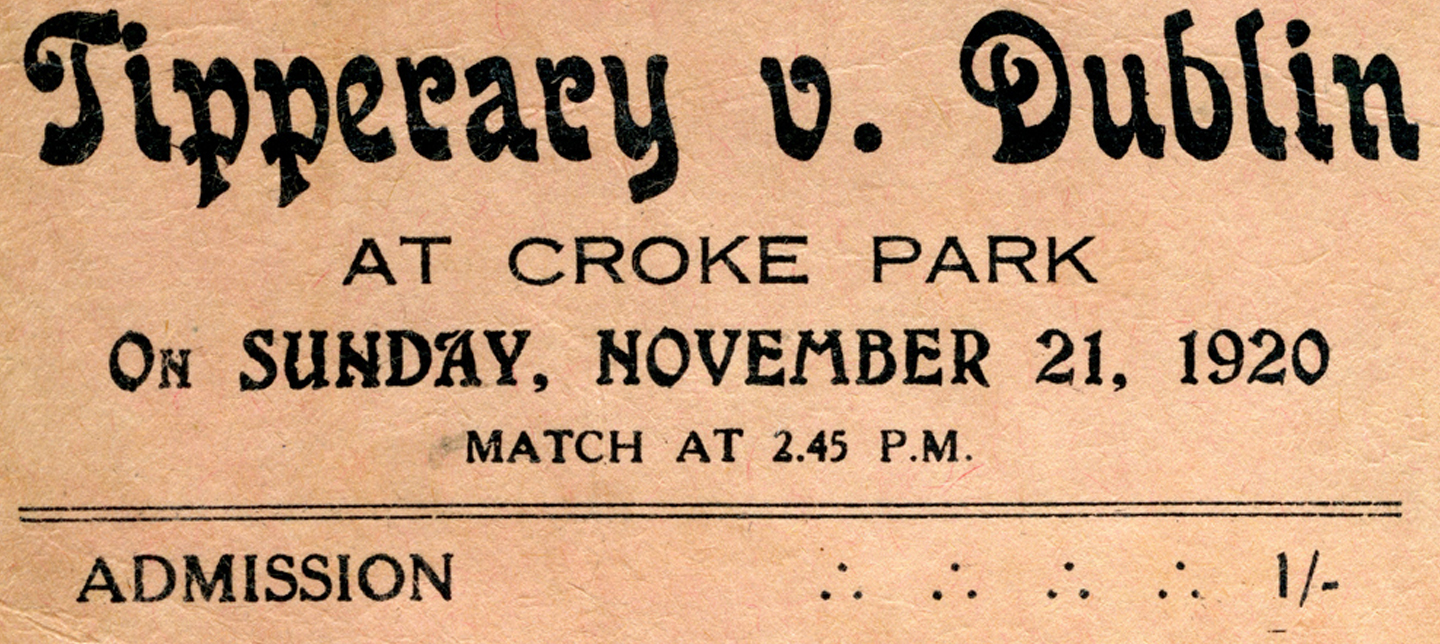 Tipperary v. Dublin
AT CROKE PARK
ON SUNDAY, NOVEMBER 21, 1920
MATCH AT 2.45 P.M.
ADMISSION ∴ ∴ ∴ ∴ 1/-